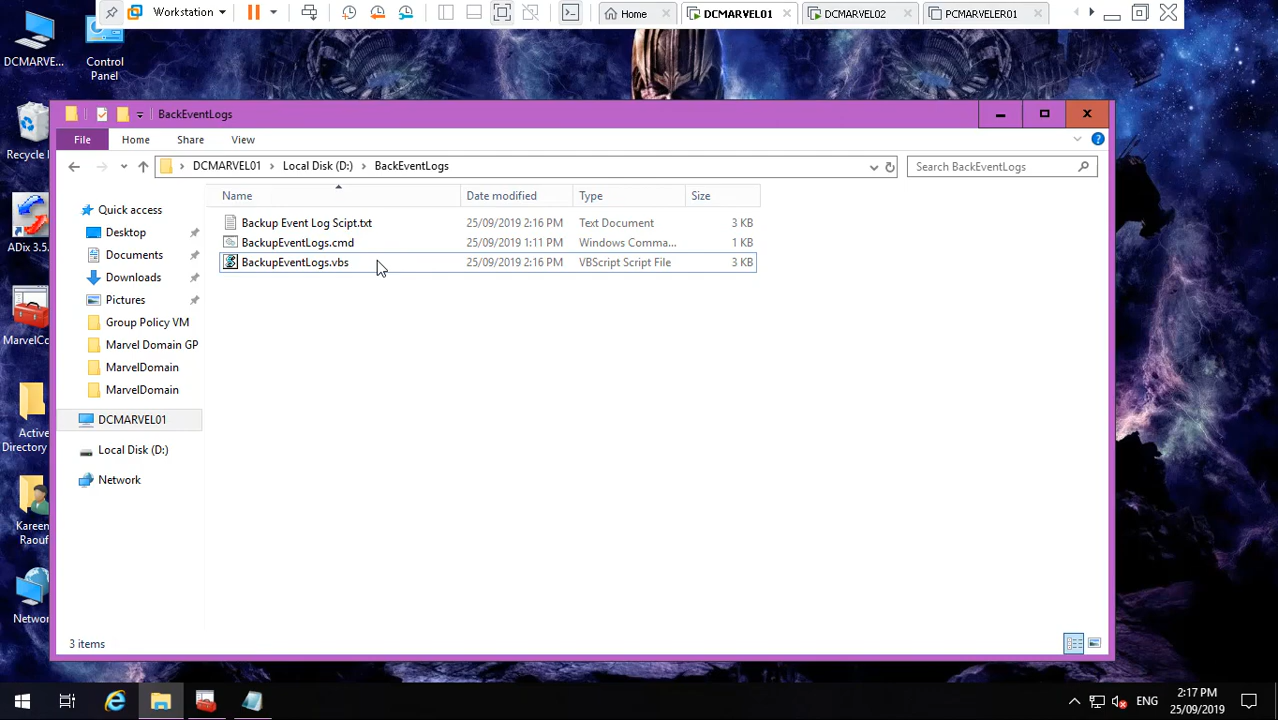 Workstation
Home
DCMARVEL01
DCMARVEL02
PCMARVELER01
DCMARVE...
Control
Panel
Recycle
ADix 3.5.
MarvelCo
Active
Directory
Kareem
Raouf
Networ
BackEventLogs
File
Home
Share
View
DCMARVEL01
Local Disk (D:)
BackEventLogs
Search BackEventLogs
Name
Date modified
Type
Size
Backup Event Log Scipt.txt 25/09/2019 2:16 PM Text Document 3 KB
BackupEventLogs.cmd 25/09/2019 1:11 PM Windows Comma... 1 KB
BackupEventLogs.vbs 25/09/2019 2:16 PM VBScript Script File 3 KB
Quick access
Desktop
Documents
Downloads
Pictures
Group Policy VM
Marvel Domain GP
MarvelDomain
MarvelDomain
DCMARVEL01
Local Disk (D:)
Network
3 items
ENG
2:17 PM
25/09/2019